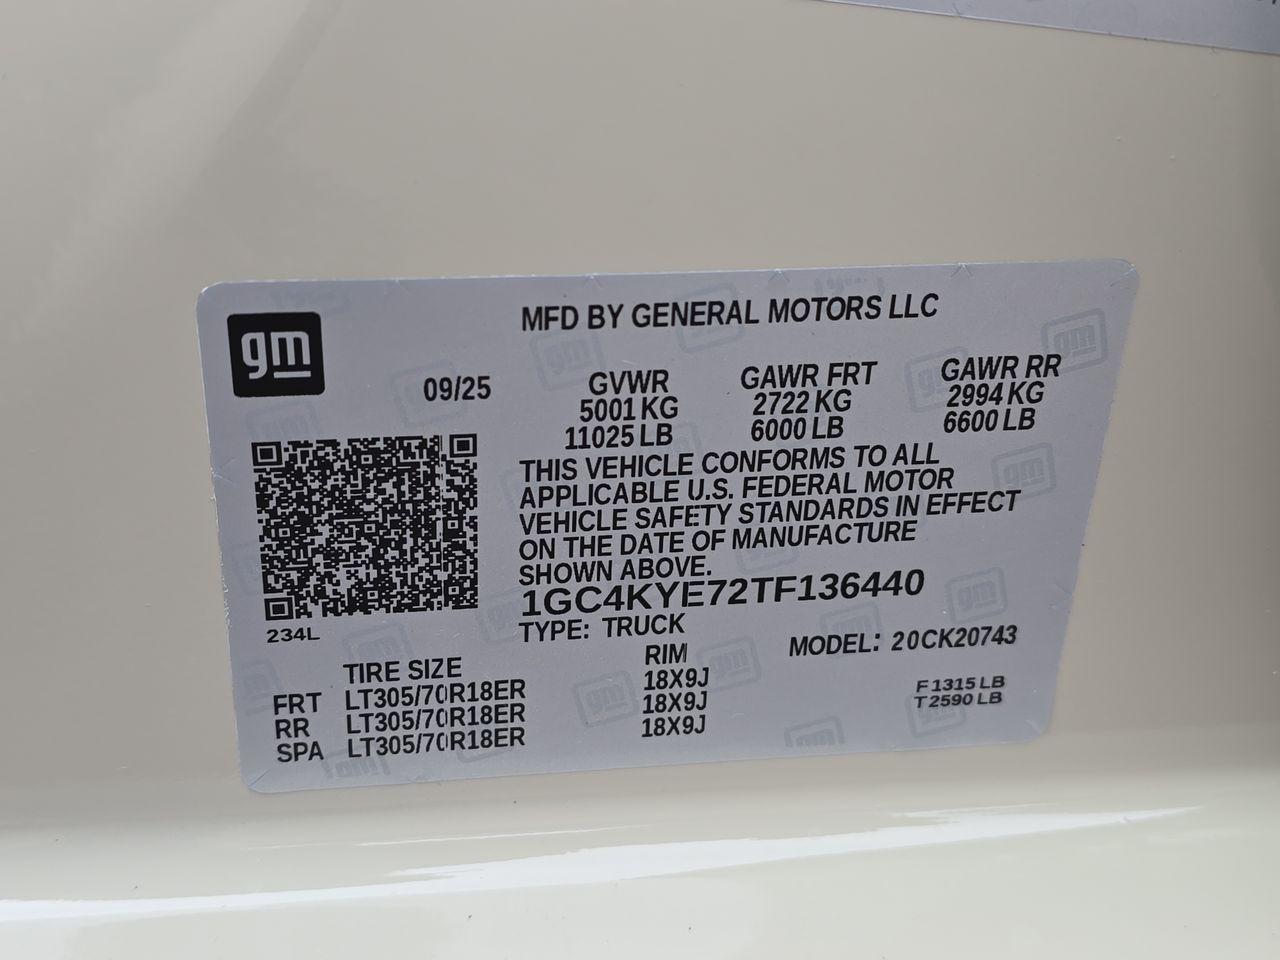 gm
MFD BY GENERAL MOTORS LLC
09/25
GVWR GAWR FRT GAWR RR
5001 KG 2722 KG 2994 KG
11025 LB 6000 LB 6600 LB
THIS VEHICLE CONFORMS TO ALL
APPLICABLE U.S. FEDERAL MOTOR
VEHICLE SAFETY STANDARDS IN EFFECT
ON THE DATE OF MANUFACTURE
SHOWN ABOVE.
1GC4KYE72TF136440
234L
TYPE: TRUCK
MODEL: 20CK20743
TIRE SIZE RIM
FRT LT305/70R18ER 18X9J
RR LT305/70R18ER 18X9J
SPA LT305/70R18ER 18X9J
F 1315 LB
T 2590 LB